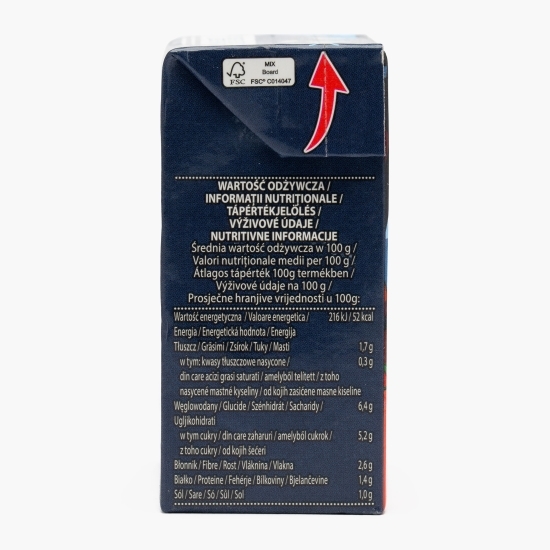 FSC
MIX
Board
FSC® C014047
WARTOŚĆ ODŻYWCZA /
INFORMAȚII NUTRIȚIONALE /
TÁPÉRTÉKJELÖLÉS /
VÝŽIVOVÉ ÚDAJE /
NUTRITIVNE INFORMACIJE
Średnia wartość odżywcza w 100 g /
Valori nutriționale medii per 100 g /
Átlagos tápérték 100g termékben /
Výživové údaje na 100 g /
Prosječne hranjive vrijednosti u 100g:
Wartość energetyczna / Valoare energetica / 216 kJ / 52 kcal
Energia / Energetická hodnota / Energija
Tłuszcz / Grăsimi / Zsírok / Tuky / Masti 1,7 g
w tym: kwasy tłuszczowe nasycone / 0,3 g
din care acizi grasi saturati / amelyből telített / z toho
nasycené mastné kyseliny / od kojih zasićene masne kiseline
Węglowodany / Glucide / Szénhidrát / Sacharidy / 6,4 g
Ugljikohidrati
w tym cukry / din care zaharuri / amelyből cukrok / 5,2 g
z toho cukry / od kojih šećeri
Błonnik / Fibre / Rost / Vláknina / Vlakna 2,6 g
Białko / Proteine / Fehérje / Bílkoviny / Bjelančevine 1,4 g
Sól / Sare / Só / Sůl / Sol 1,0 g